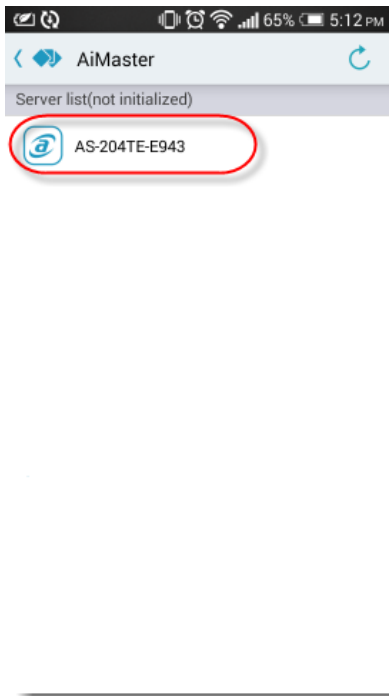 65% 5:12 PM
AiMaster
Server list(not initialized)
AS-204TE-E943